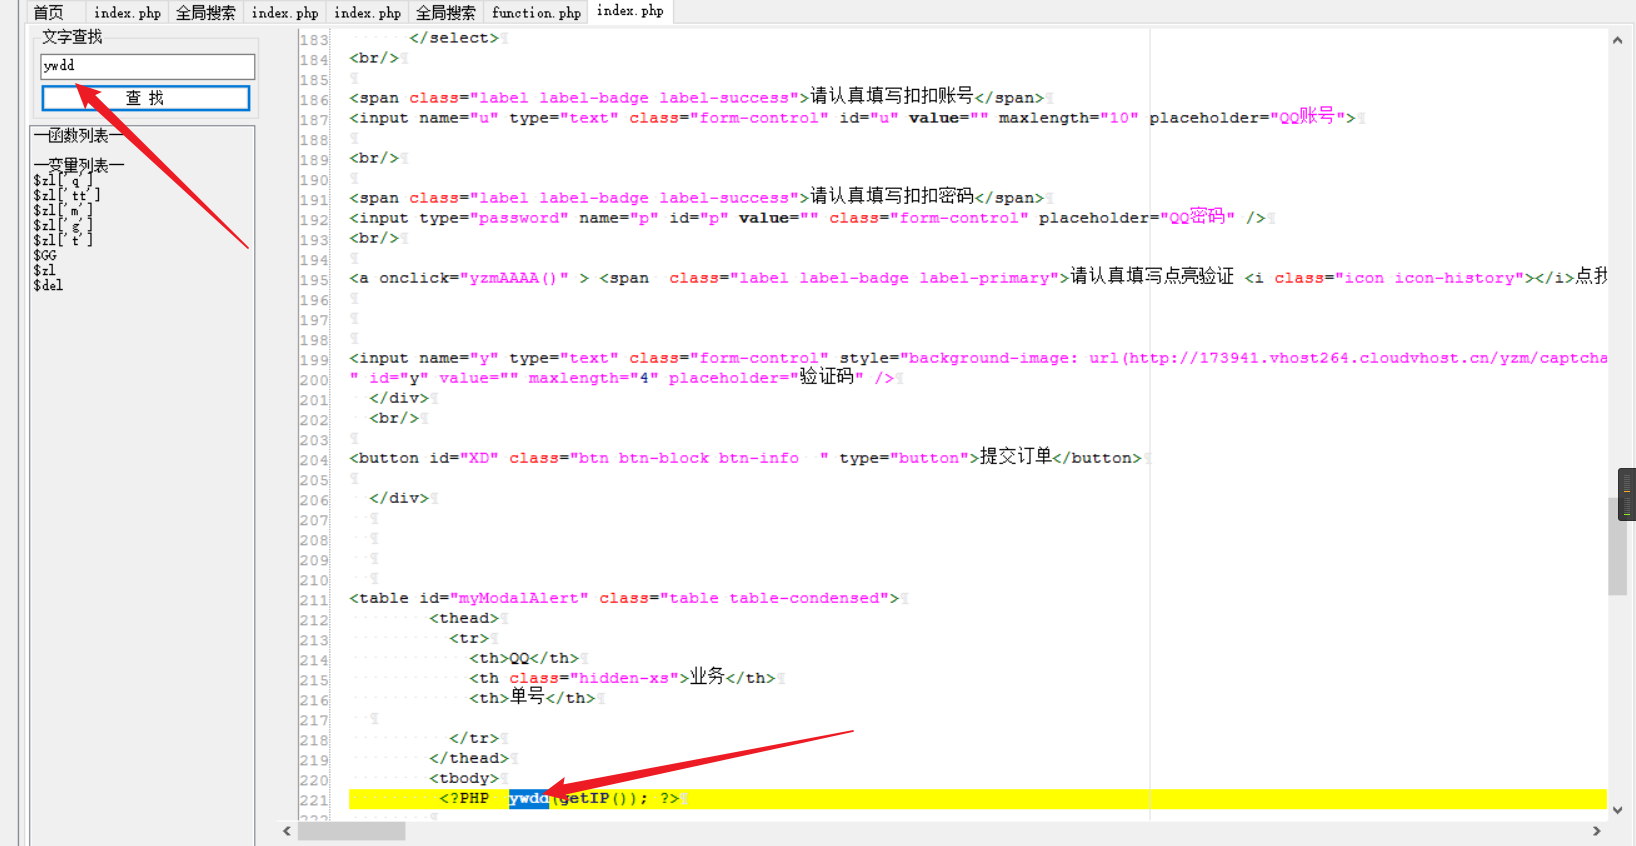 首页 index.php 全局搜索 index.php index.php 全局搜索 function.php index.php
文字查找
ywdd
查 找
一函数列表一
一变量列表一
$zl['q']
$zl['tt']
$zl['m']
$zl['g']
$zl['t']
$GG
$zl
$del
183 </select>
184 <br/>
185
186 <span class="label label-badge label-success">请认真填写扣扣账号</span>
187 <input name="u" type="text" class="form-control" id="u" value="" maxlength="10" placeholder="QQ账号">
188
189 <br/>
190
191 <span class="label label-badge label-success">请认真填写扣扣密码</span>
192 <input type="password" name="p" id="p" value="" class="form-control" placeholder="QQ密码" />
193 <br/>
194
195 <a onclick="yzmAAAA()" > <span  class="label label-badge label-primary">请认真填写点亮验证 <i class="icon icon-history"></i>点我
196
197
198
199 <input name="y" type="text" class="form-control" style="background-image: url(http://173941.vhost264.cloudvhost.cn/yzm/captcha
200 " id="y" value="" maxlength="4" placeholder="验证码" />
201 </div>
202 <br/>
203
204 <button id="XD" class="btn btn-block btn-info  " type="button">提交订单</button>
205
206 </div>
207
208
209
210
211 <table id="myModalAlert" class="table table-condensed">
212 <thead>
213 <tr>
214 <th>QQ</th>
215 <th class="hidden-xs">业务</th>
216 <th>单号</th>
217
218 </tr>
219 </thead>
220 <tbody>
221 <?PHP  ywdd(getIP()); ?>
222